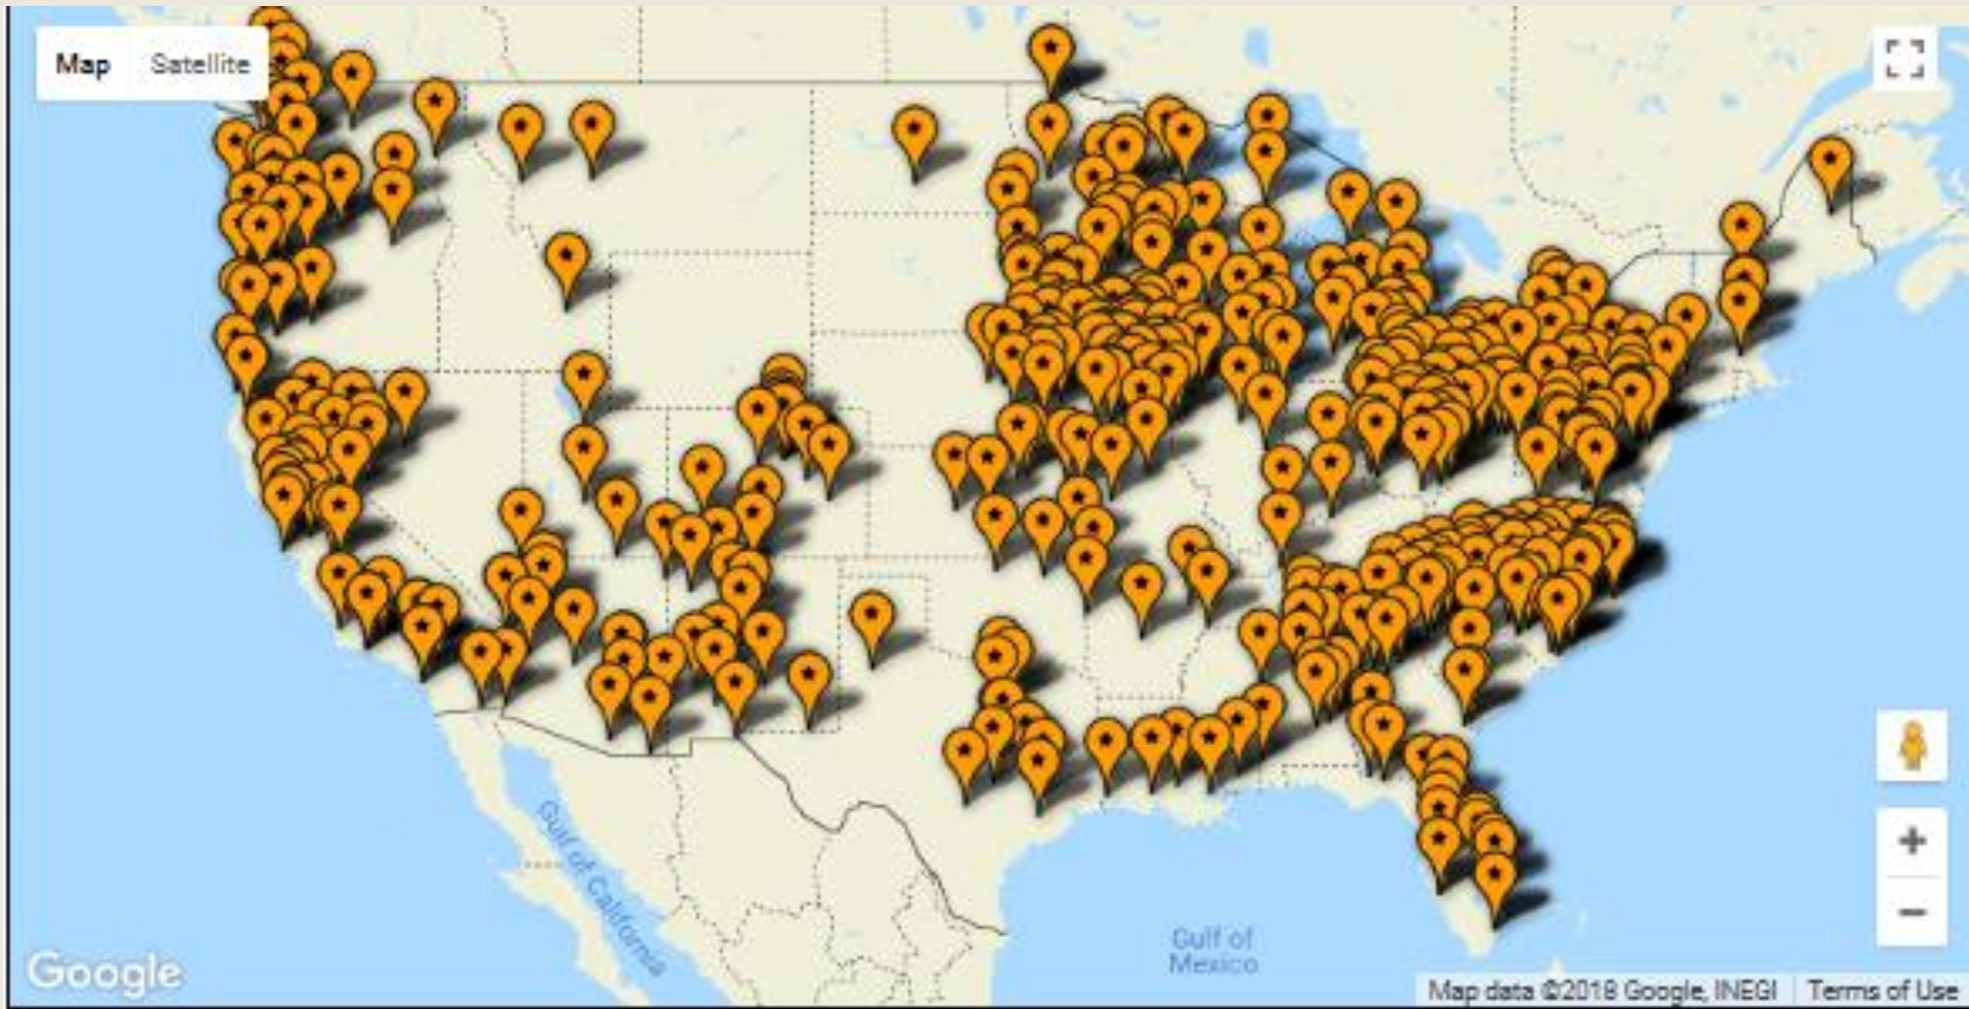 Map Satellite
Gulf of California
Gulf of
Mexico
Google
Map data ©2018 Google, INEGI Terms of Use